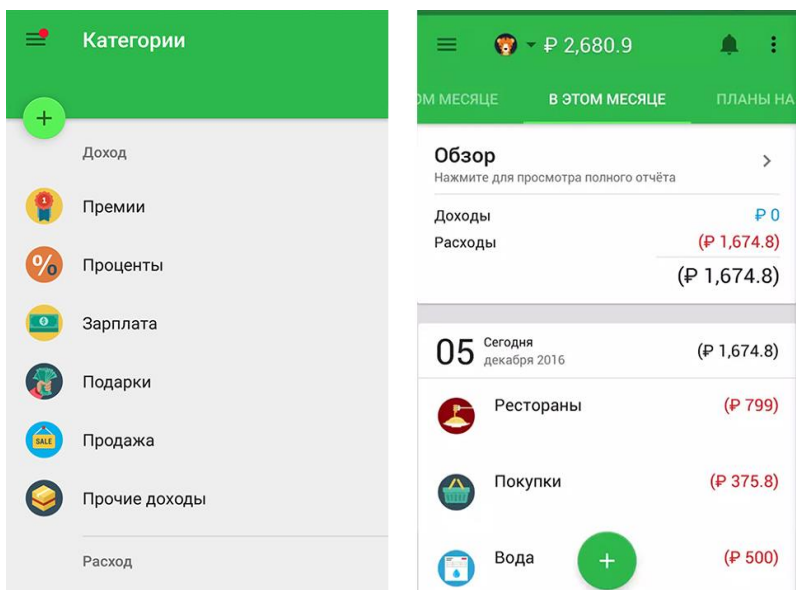 Категории
Доход
1
Премии
%
Проценты
Зарплата
Подарки
SALE
Продажа
Прочие доходы
Расход
₽ 2,680.9
ОМ МЕСЯЦЕ
В ЭТОМ МЕСЯЦЕ
ПЛАНЫ НА
Обзор
Нажмите для просмотра полного отчёта
Доходы ₽ 0
Расходы (₽ 1,674.8)
(₽ 1,674.8)
05 Сегодня (₽ 1,674.8)
декабря 2016
Рестораны (₽ 799)
Покупки (₽ 375.8)
Вода (₽ 500)